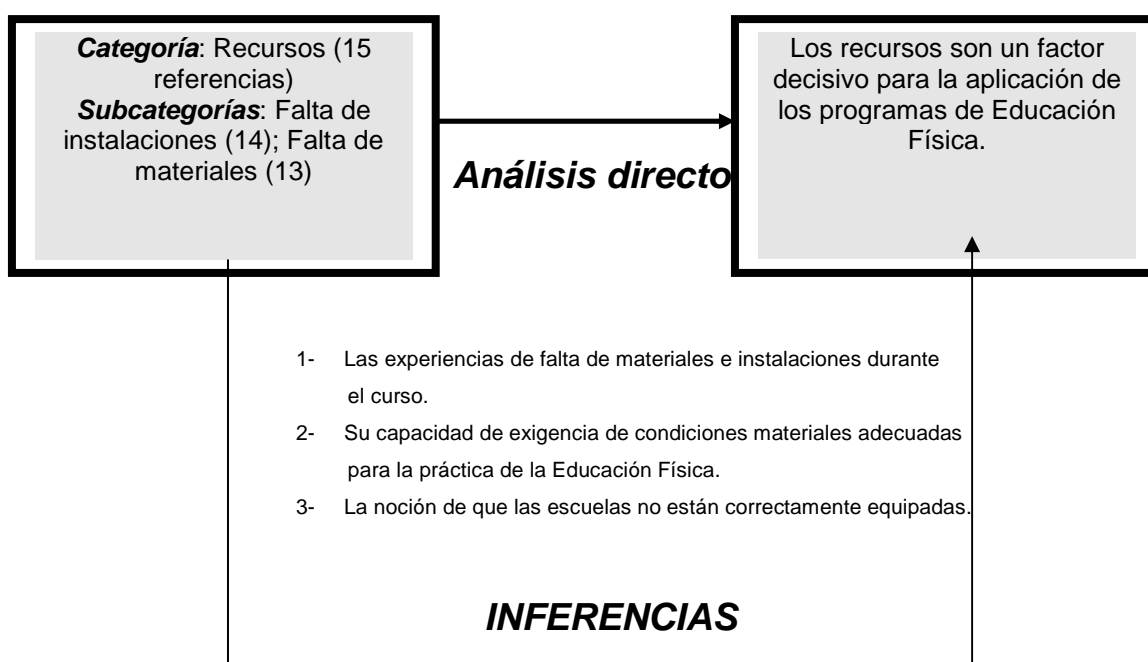 Categoría: Recursos (15
referencias)
Subcategorías: Falta de
instalaciones (14); Falta de
materiales (13)
Análisis directo
Los recursos son un factor
decisivo para la aplicación de
los programas de Educación
Física.
1- Las experiencias de falta de materiales e instalaciones durante
el curso.
2- Su capacidad de exigencia de condiciones materiales adecuadas
para la práctica de la Educación Física.
3- La noción de que las escuelas no están correctamente equipadas.
INFERENCIAS